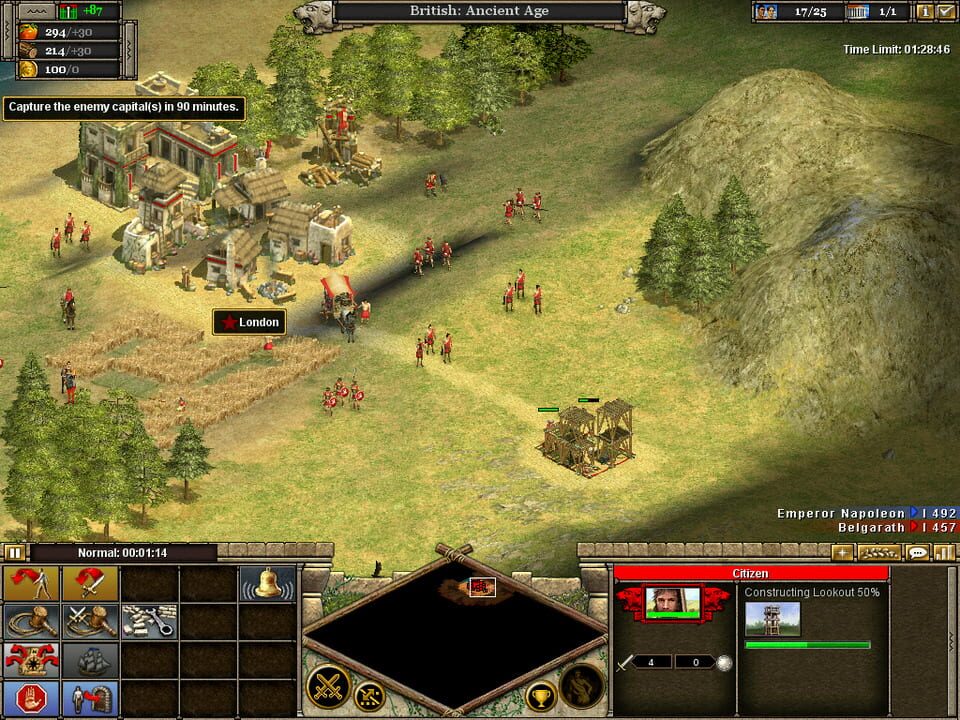 +87
British: Ancient Age
17/25
1/1
294/+30
214/+30
100/0
Time Limit: 01:28:46
Capture the enemy capital(s) in 90 minutes.
London
Emperor Napoleon I 492
Belgarath I 457
Normal: 00:01:14
Citizen
Constructing Lookout 50%
4
0